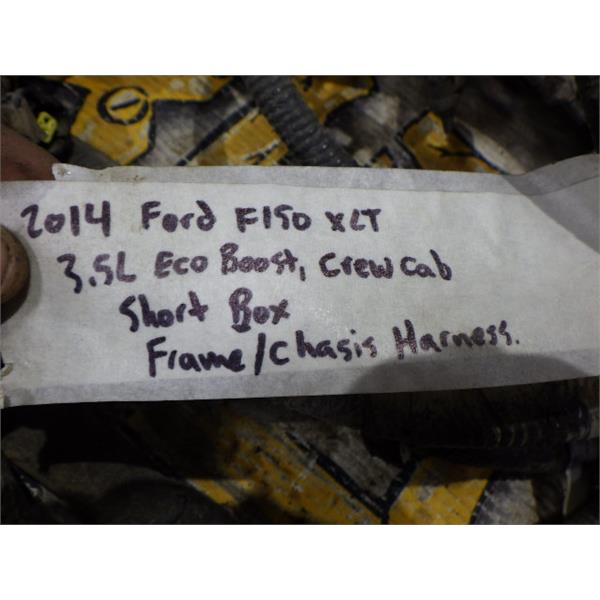 2014 Ford F150 XLT
3.5L Eco Boost, Crew Cab
Short Box
Frame/Chasis Harness.